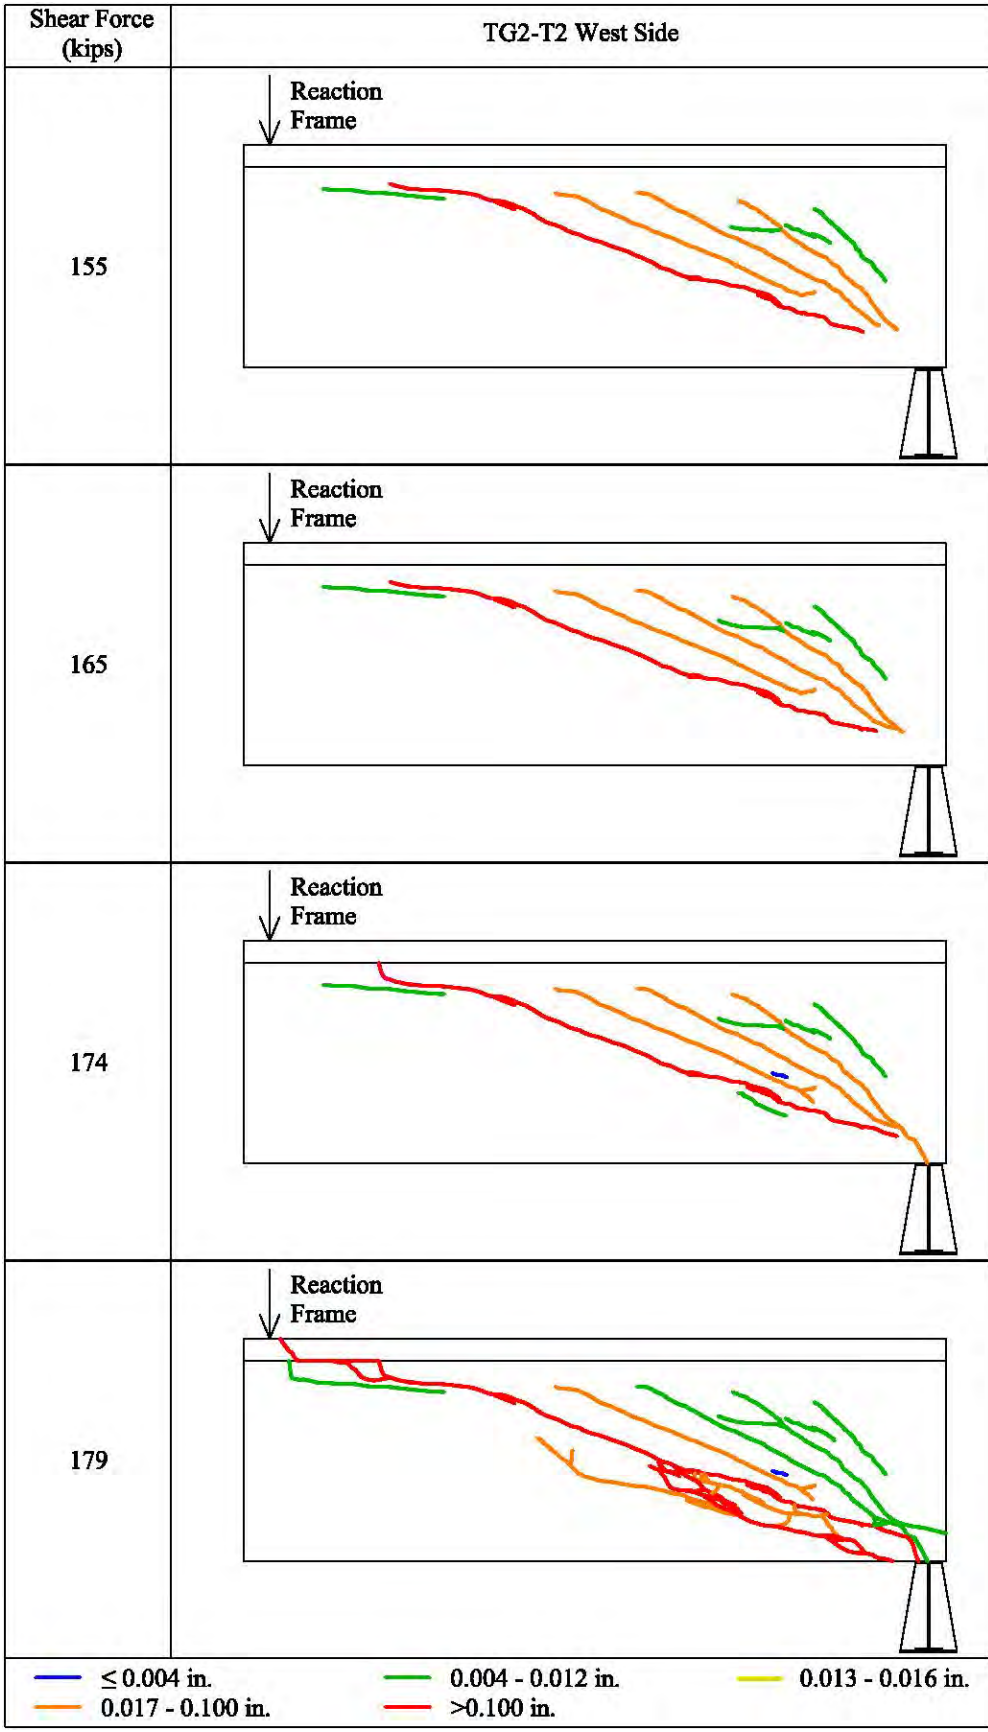 Shear Force
(kips)
TG2-T2 West Side
155
Reaction
Frame
165
Reaction
Frame
174
Reaction
Frame
179
Reaction
Frame
≤ 0.004 in.
0.004 - 0.012 in.
0.013 - 0.016 in.
0.017 - 0.100 in.
>0.100 in.